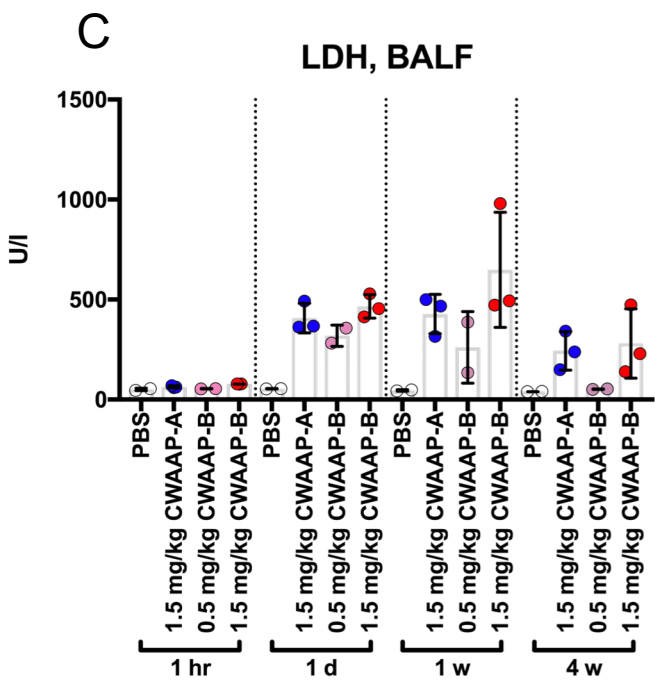 C
LDH, BALF
U/l
1500
1000
500
0
PBS
1.5 mg/kg CWAAP-A
0.5 mg/kg CWAAP-B
1.5 mg/kg CWAAP-B
PBS
1.5 mg/kg CWAAP-A
0.5 mg/kg CWAAP-B
1.5 mg/kg CWAAP-B
PBS
1.5 mg/kg CWAAP-A
0.5 mg/kg CWAAP-B
1.5 mg/kg CWAAP-B
PBS
1.5 mg/kg CWAAP-A
0.5 mg/kg CWAAP-B
1.5 mg/kg CWAAP-B
1 hr
1 d
1 w
4 w